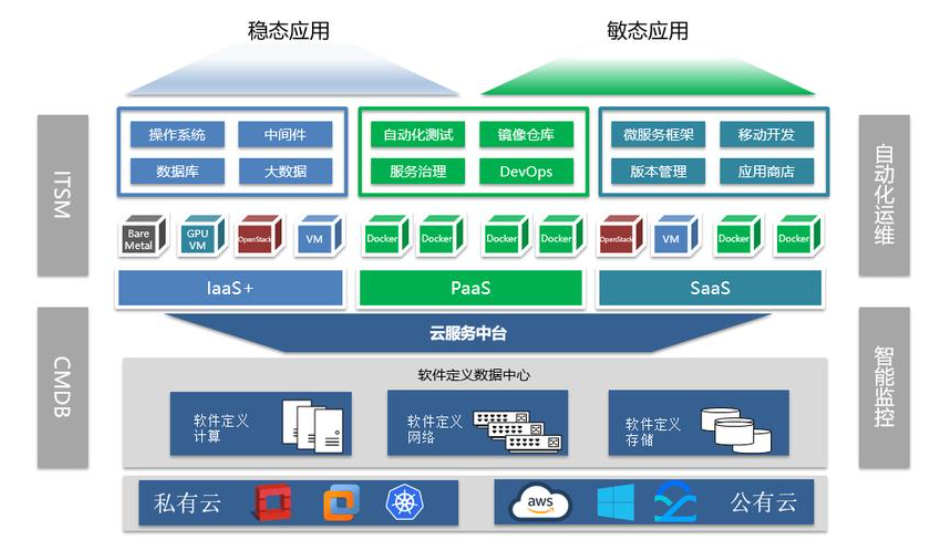 稳态应用
敏态应用
ITSM
操作系统
中间件
数据库
大数据
自动化测试
镜像仓库
服务治理
DevOps
微服务框架
移动开发
版本管理
应用商店
自动化运维
Bare
Metal
GPU
VM
OpenStack
VM
Docker
Docker
Docker
Docker
OpenStack
VM
Docker
Docker
IaaS+
PaaS
SaaS
云服务中台
CMDB
软件定义数据中心
软件定义
计算
软件定义
网络
软件定义
存储
智能监控
私有云
aws
公有云